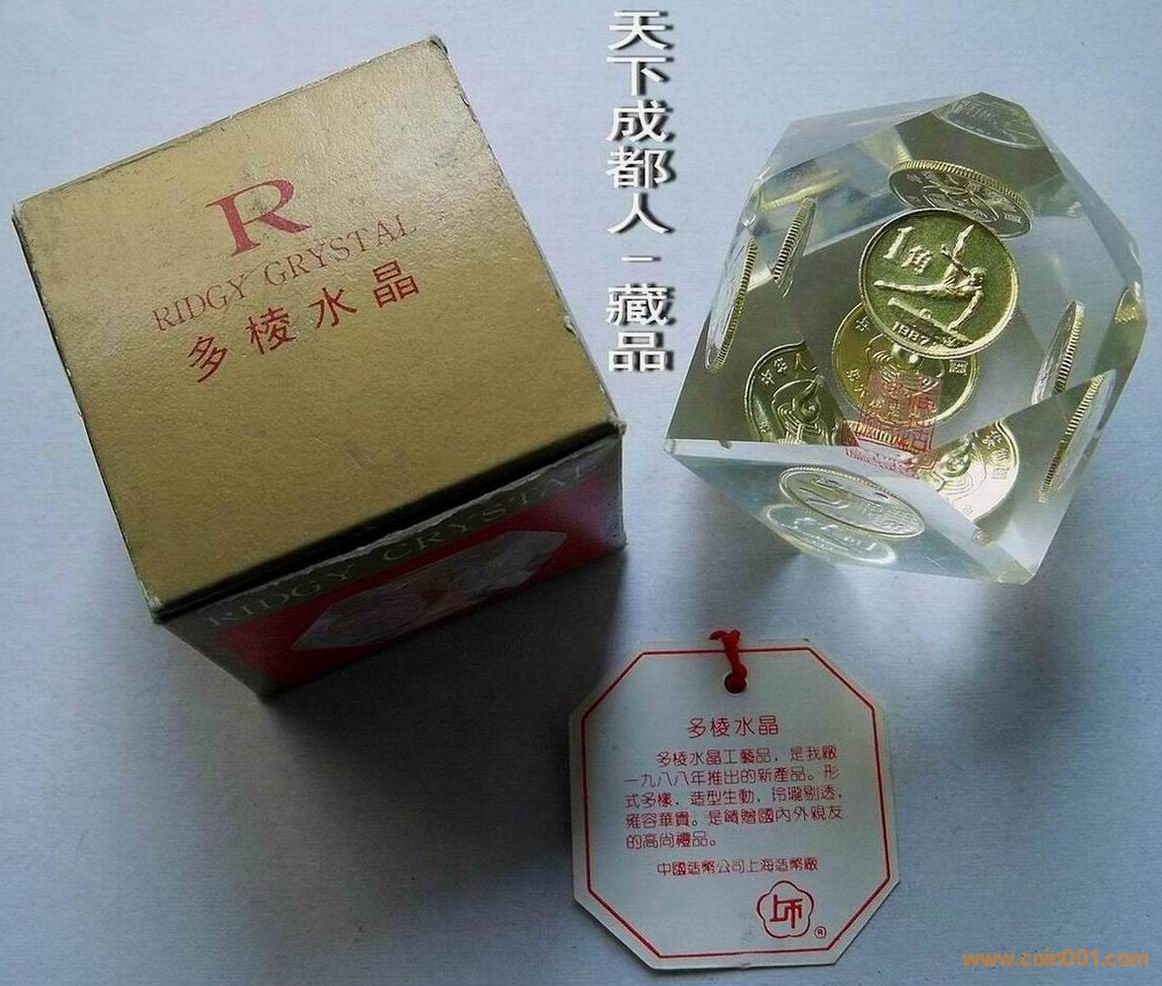 天下成都人-藏品
R
RIDGY GRYSTAL
多棱水晶
RIDGY CRYSTAL
1角
1987
中华人
多棱水晶
多棱水晶工藝品,是我廠
一九八八年推出的新產品。形
式多樣,造型生動,玲瓏剔透,
雍容華貴。是饋贈國內外親友
的高尚禮品。
中國造幣公司上海造幣廠
®
www.coin001.com